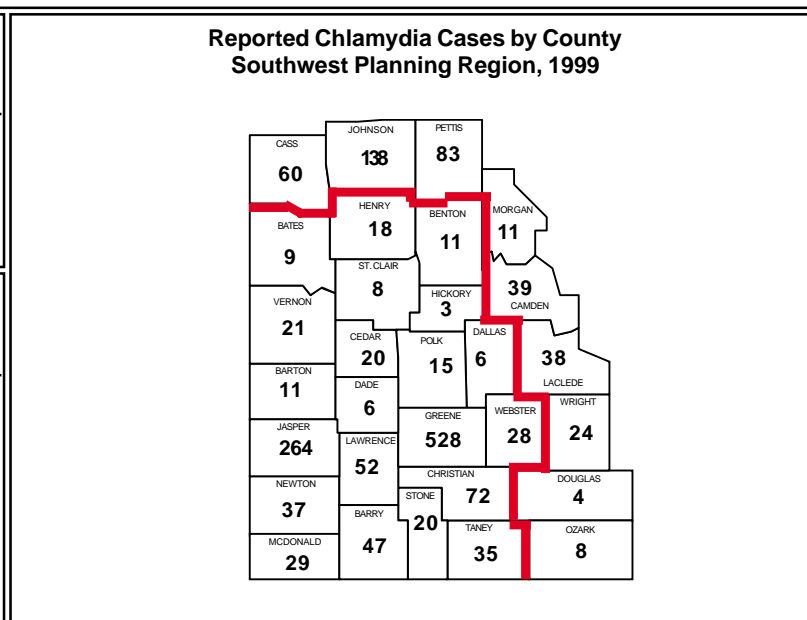 Reported Chlamydia Cases by County
Southwest Planning Region, 1999
JOHNSON
138
PETTIS
83
CASS
60
HENRY
18
BENTON
11
MORGAN
11
BATES
9
ST. CLAIR
8
HICKORY
3
39
CAMDEN
VERNON
21
CEDAR
20
POLK
15
DALLAS
6
38
LACLEDE
BARTON
11
DADE
6
GREENE
528
WEBSTER
28
WRIGHT
24
JASPER
264
LAWRENCE
52
CHRISTIAN
72
DOUGLAS
4
NEWTON
37
STONE
20
BARRY
47
TANEY
35
OZARK
8
MCDONALD
29